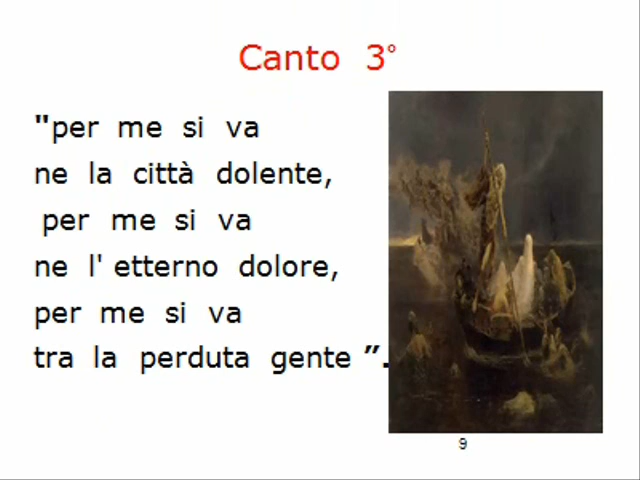 Canto 3°
"per me si va
ne la città dolente,
per me si va
ne l' etterno dolore,
per me si va
tra la perduta gente ”.
9